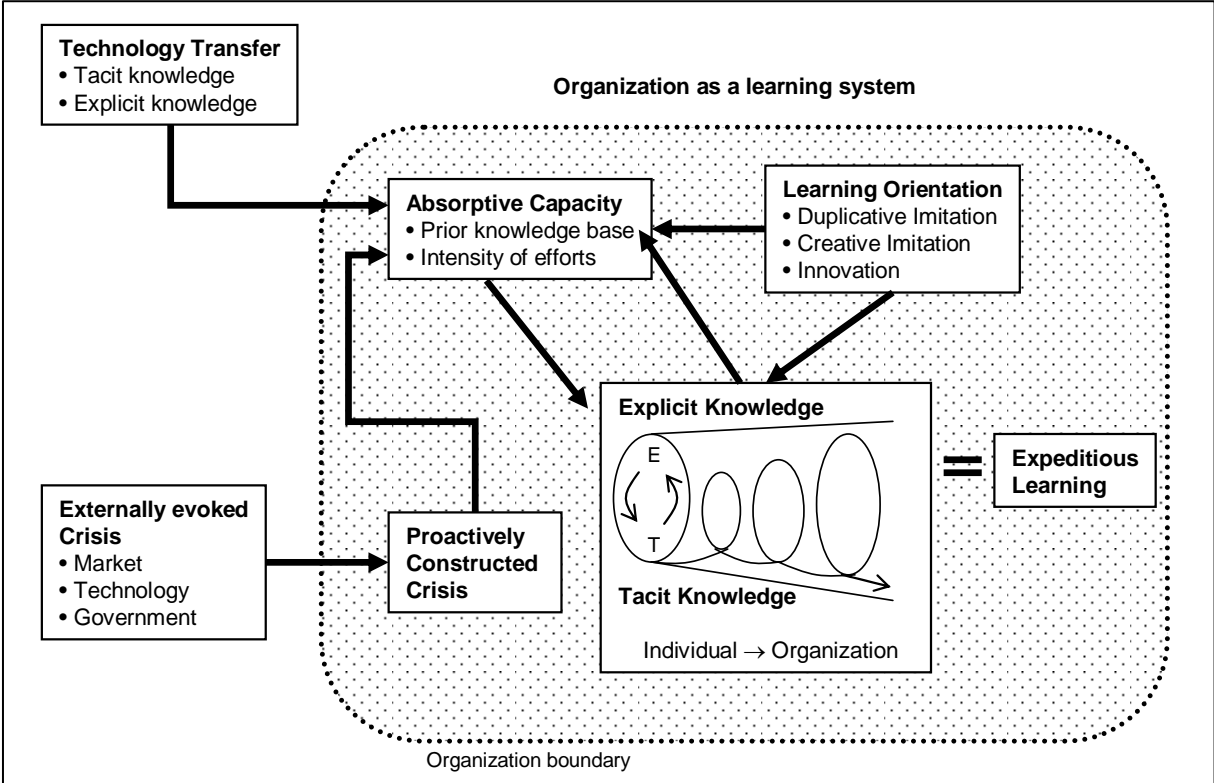 Technology Transfer
• Tacit knowledge
• Explicit knowledge
Organization as a learning system
Absorptive Capacity
• Prior knowledge base
• Intensity of efforts
Learning Orientation
• Duplicative Imitation
• Creative Imitation
• Innovation
Explicit Knowledge
E
T
Tacit Knowledge
Individual → Organization
=
Expeditious
Learning
Externally evoked
Crisis
• Market
• Technology
• Government
Proactively
Constructed
Crisis
Organization boundary